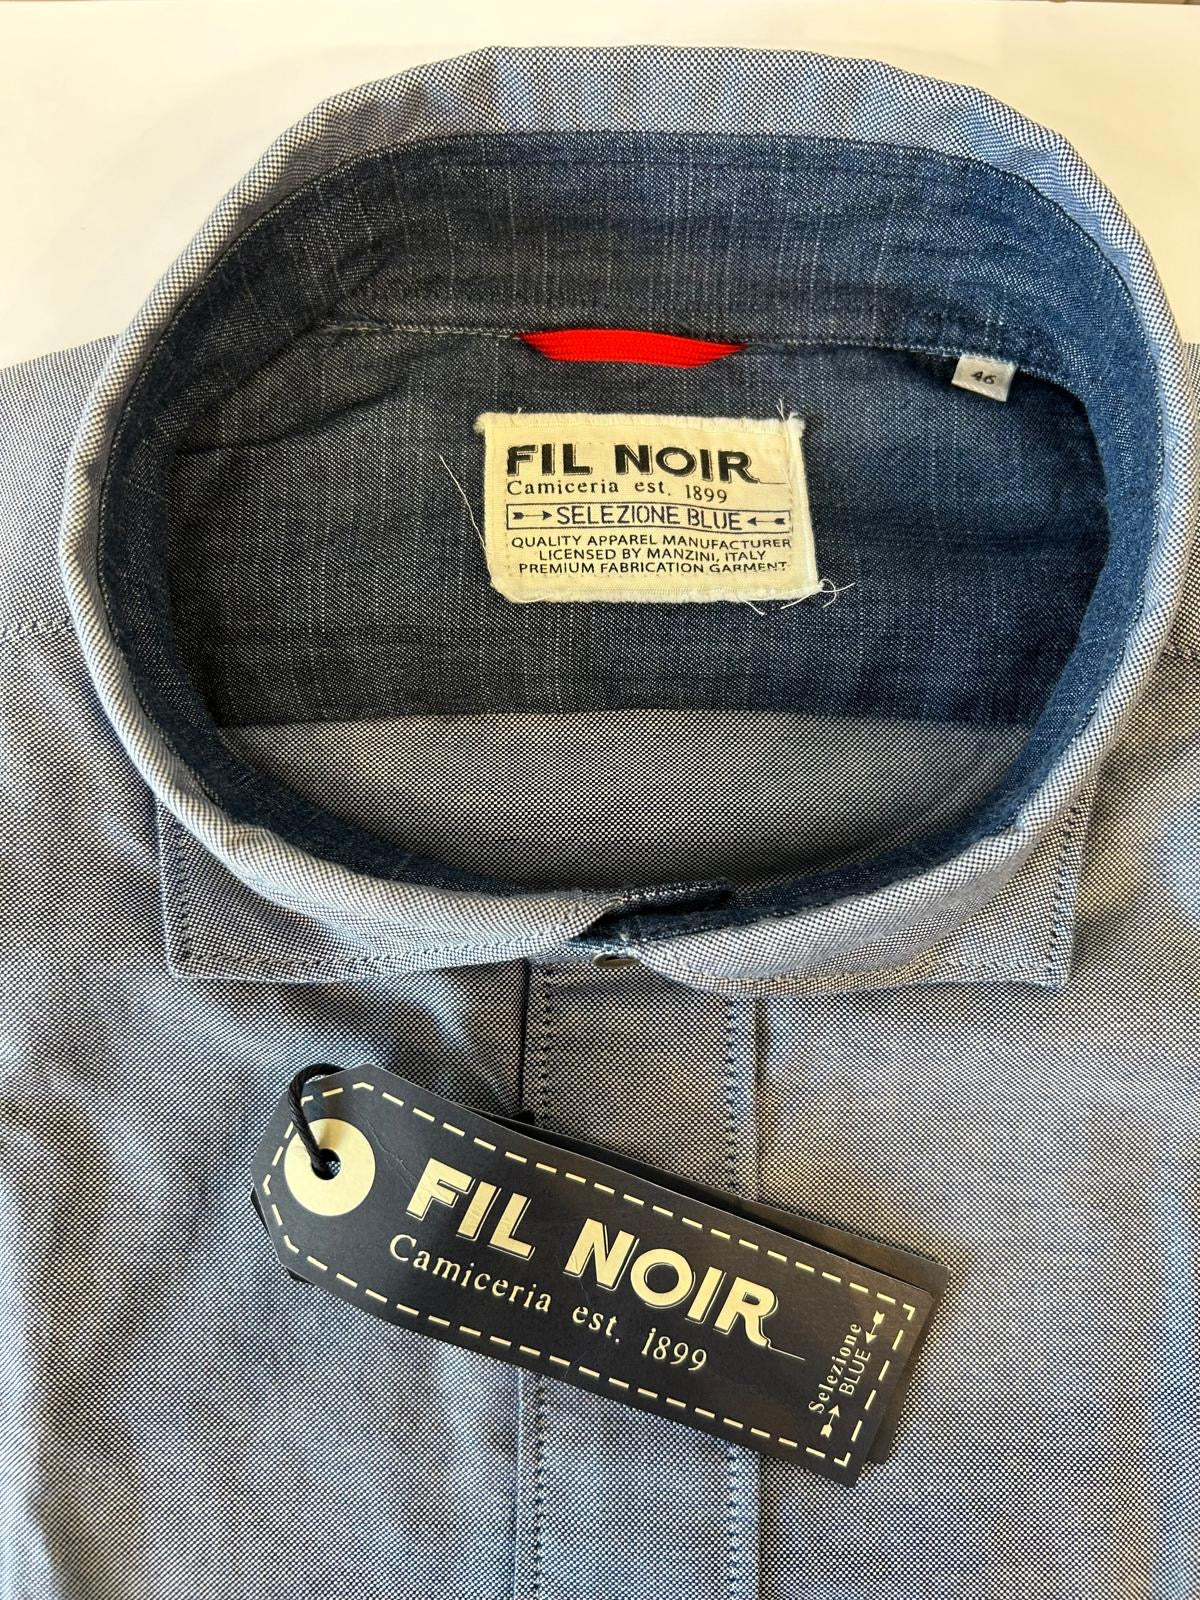 46
FIL NOIR
Camiceria est. 1899
SELEZIONE BLUE
QUALITY APPAREL MANUFACTURER
LICENSED BY MANZINI, ITALY
PREMIUM FABRICATION GARMENT
FIL NOIR
Camiceria est. 1899
Selezione
BLUE